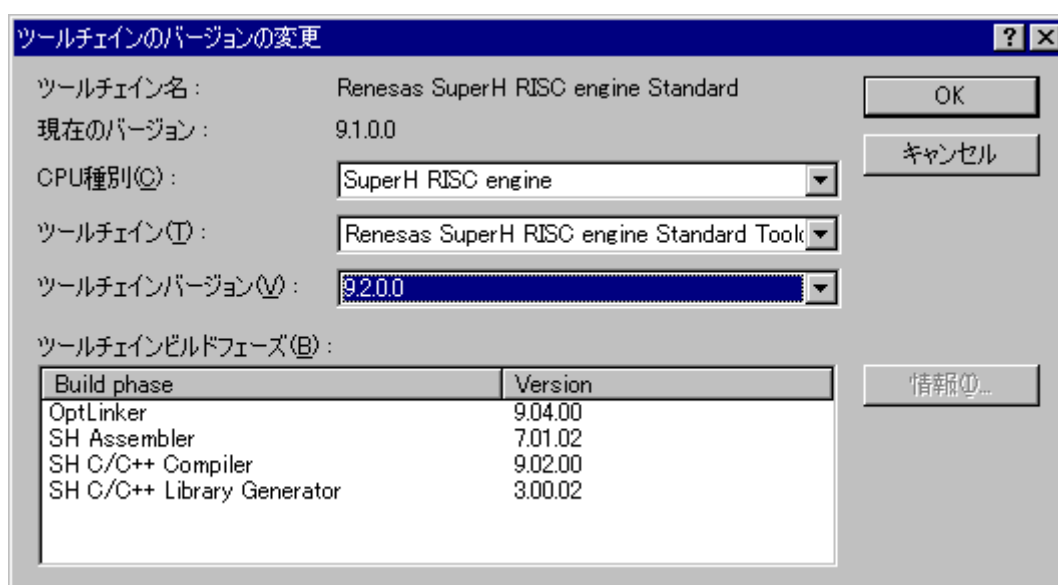 ツールチェインのバージョンの変更
ツールチェイン名 : Renesas SuperH RISC engine Standard
OK
現在のバージョン : 9.1.0.0
キャンセル
CPU種別(C) : SuperH RISC engine
ツールチェイン(T) : Renesas SuperH RISC engine Standard
ツールチェインバージョン(V) : 9.2.0.0
ツールチェインビルドフェーズ(B) :
Build phase Version
情報(I)...
OptLinker 9.04.00
SH Assembler 7.01.02
SH C/C++ Compiler 9.02.00
SH C/C++ Library Generator 3.00.02